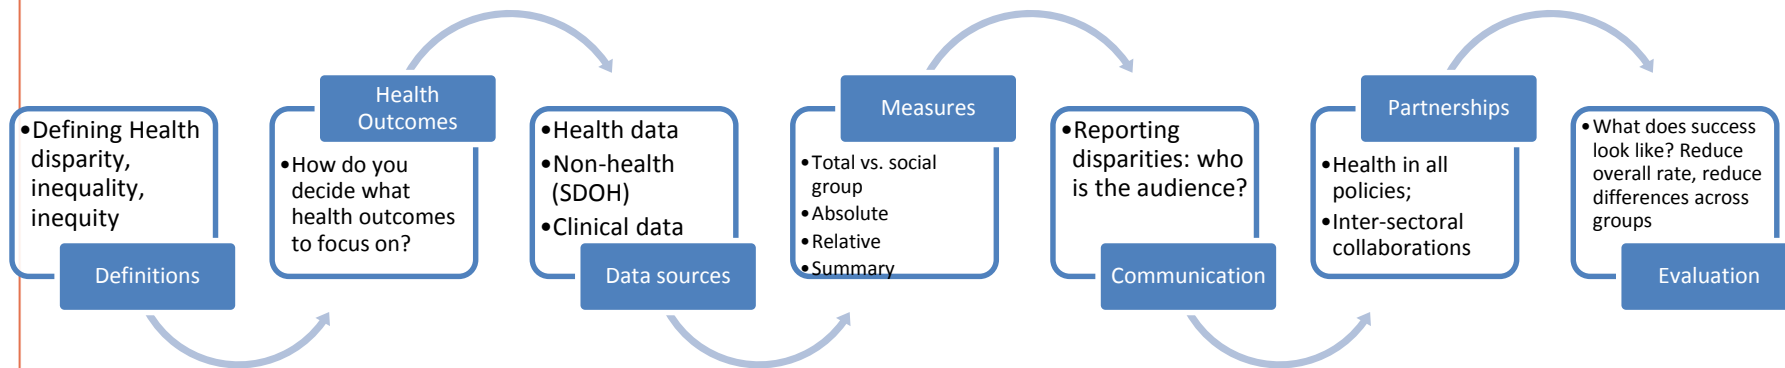 •Defining Health
disparity,
inequality,
inequity
Definitions
Health
Outcomes
•How do you
decide what
health outcomes
to focus on?
•Health data
•Non-health
(SDOH)
•Clinical data
Data sources
Measures
•Total vs. social
group
•Absolute
•Relative
•Summary
•Reporting
disparities: who
is the audience?
Communication
Partnerships
•Health in all
policies;
•Inter-sectoral
collaborations
•What does success
look like? Reduce
overall rate, reduce
differences across
groups
Evaluation